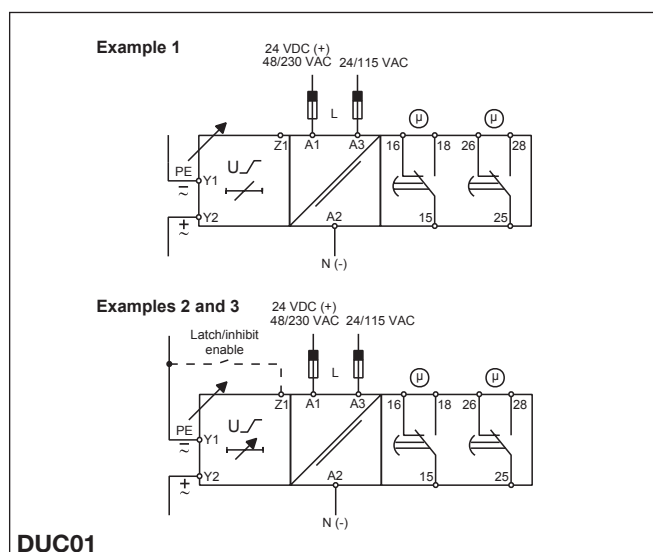 Example 1
24 VDC (+)
48/230 VAC 24/115 VAC
L
µ µ
Z1 A1 A3 16 18 26 28
PE
U
Y1
Y2
A2
15 25
N (-)
Examples 2 and 3
24 VDC (+)
48/230 VAC 24/115 VAC
Latch/inhibit
enable
L
µ µ
Z1 A1 A3 16 18 26 28
PE
U
Y1
Y2
A2
15 25
N (-)
DUC01